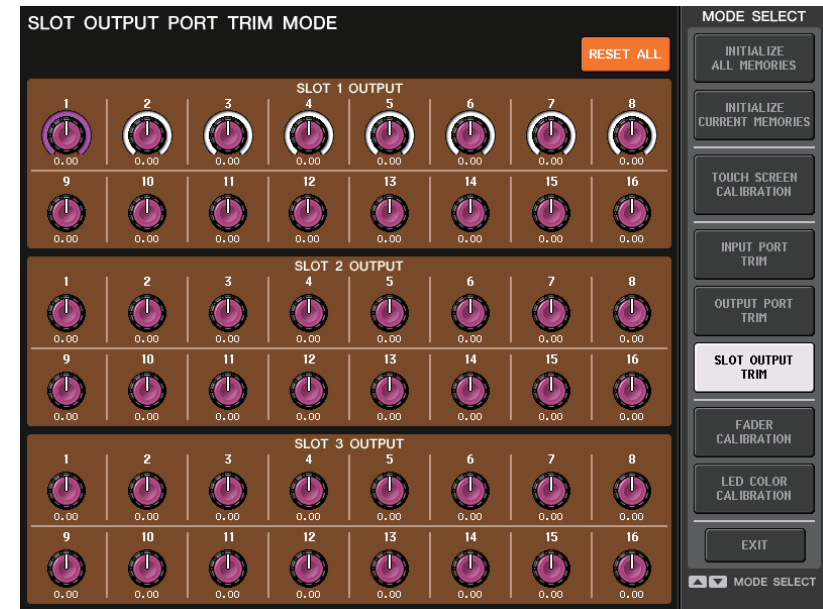 SLOT OUTPUT PORT TRIM MODE
RESET ALL
SLOT 1 OUTPUT
1 2 3 4 5 6 7 8
0.00 0.00 0.00 0.00 0.00 0.00 0.00 0.00
9 10 11 12 13 14 15 16
0.00 0.00 0.00 0.00 0.00 0.00 0.00 0.00
SLOT 2 OUTPUT
1 2 3 4 5 6 7 8
0.00 0.00 0.00 0.00 0.00 0.00 0.00 0.00
9 10 11 12 13 14 15 16
0.00 0.00 0.00 0.00 0.00 0.00 0.00 0.00
SLOT 3 OUTPUT
1 2 3 4 5 6 7 8
0.00 0.00 0.00 0.00 0.00 0.00 0.00 0.00
9 10 11 12 13 14 15 16
0.00 0.00 0.00 0.00 0.00 0.00 0.00 0.00
MODE SELECT
INITIALIZE
ALL MEMORIES
INITIALIZE
CURRENT MEMORIES
TOUCH SCREEN
CALIBRATION
INPUT PORT
TRIM
OUTPUT PORT
TRIM
SLOT OUTPUT
TRIM
FADER
CALIBRATION
LED COLOR
CALIBRATION
EXIT
MODE SELECT